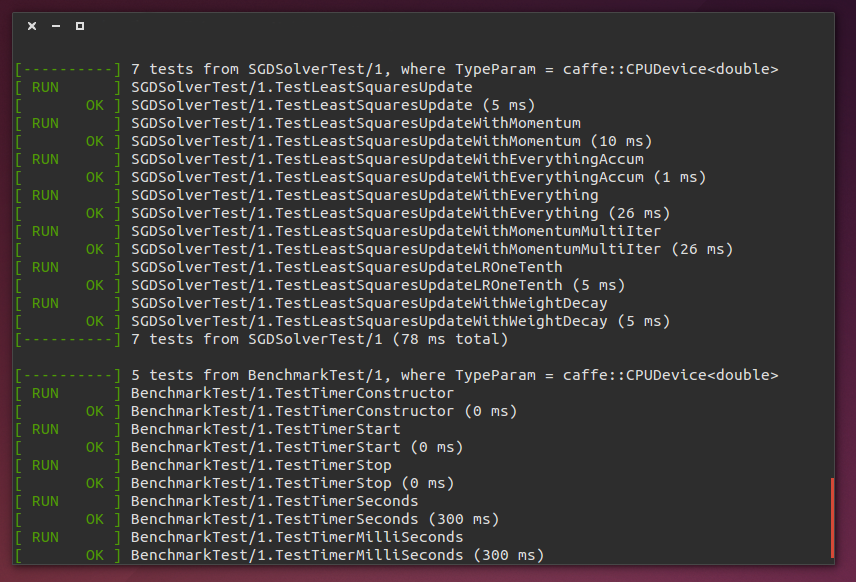 [----------] 7 tests from SGDSolverTest/1, where TypeParam = caffe::CPUDevice<double>
[ RUN      ] SGDSolverTest/1.TestLeastSquaresUpdate
[       OK ] SGDSolverTest/1.TestLeastSquaresUpdate (5 ms)
[ RUN      ] SGDSolverTest/1.TestLeastSquaresUpdateWithMomentum
[       OK ] SGDSolverTest/1.TestLeastSquaresUpdateWithMomentum (10 ms)
[ RUN      ] SGDSolverTest/1.TestLeastSquaresUpdateWithEverythingAccum
[       OK ] SGDSolverTest/1.TestLeastSquaresUpdateWithEverythingAccum (1 ms)
[ RUN      ] SGDSolverTest/1.TestLeastSquaresUpdateWithEverything
[       OK ] SGDSolverTest/1.TestLeastSquaresUpdateWithEverything (26 ms)
[ RUN      ] SGDSolverTest/1.TestLeastSquaresUpdateWithMomentumMultiIter
[       OK ] SGDSolverTest/1.TestLeastSquaresUpdateWithMomentumMultiIter (26 ms)
[ RUN      ] SGDSolverTest/1.TestLeastSquaresUpdateLROneTenth
[       OK ] SGDSolverTest/1.TestLeastSquaresUpdateLROneTenth (5 ms)
[ RUN      ] SGDSolverTest/1.TestLeastSquaresUpdateWithWeightDecay
[       OK ] SGDSolverTest/1.TestLeastSquaresUpdateWithWeightDecay (5 ms)
[----------] 7 tests from SGDSolverTest/1 (78 ms total)

[----------] 5 tests from BenchmarkTest/1, where TypeParam = caffe::CPUDevice<double>
[ RUN      ] BenchmarkTest/1.TestTimerConstructor
[       OK ] BenchmarkTest/1.TestTimerConstructor (0 ms)
[ RUN      ] BenchmarkTest/1.TestTimerStart
[       OK ] BenchmarkTest/1.TestTimerStart (0 ms)
[ RUN      ] BenchmarkTest/1.TestTimerStop
[       OK ] BenchmarkTest/1.TestTimerStop (0 ms)
[ RUN      ] BenchmarkTest/1.TestTimerSeconds
[       OK ] BenchmarkTest/1.TestTimerSeconds (300 ms)
[ RUN      ] BenchmarkTest/1.TestTimerMilliSeconds
[       OK ] BenchmarkTest/1.TestTimerMilliSeconds (300 ms)